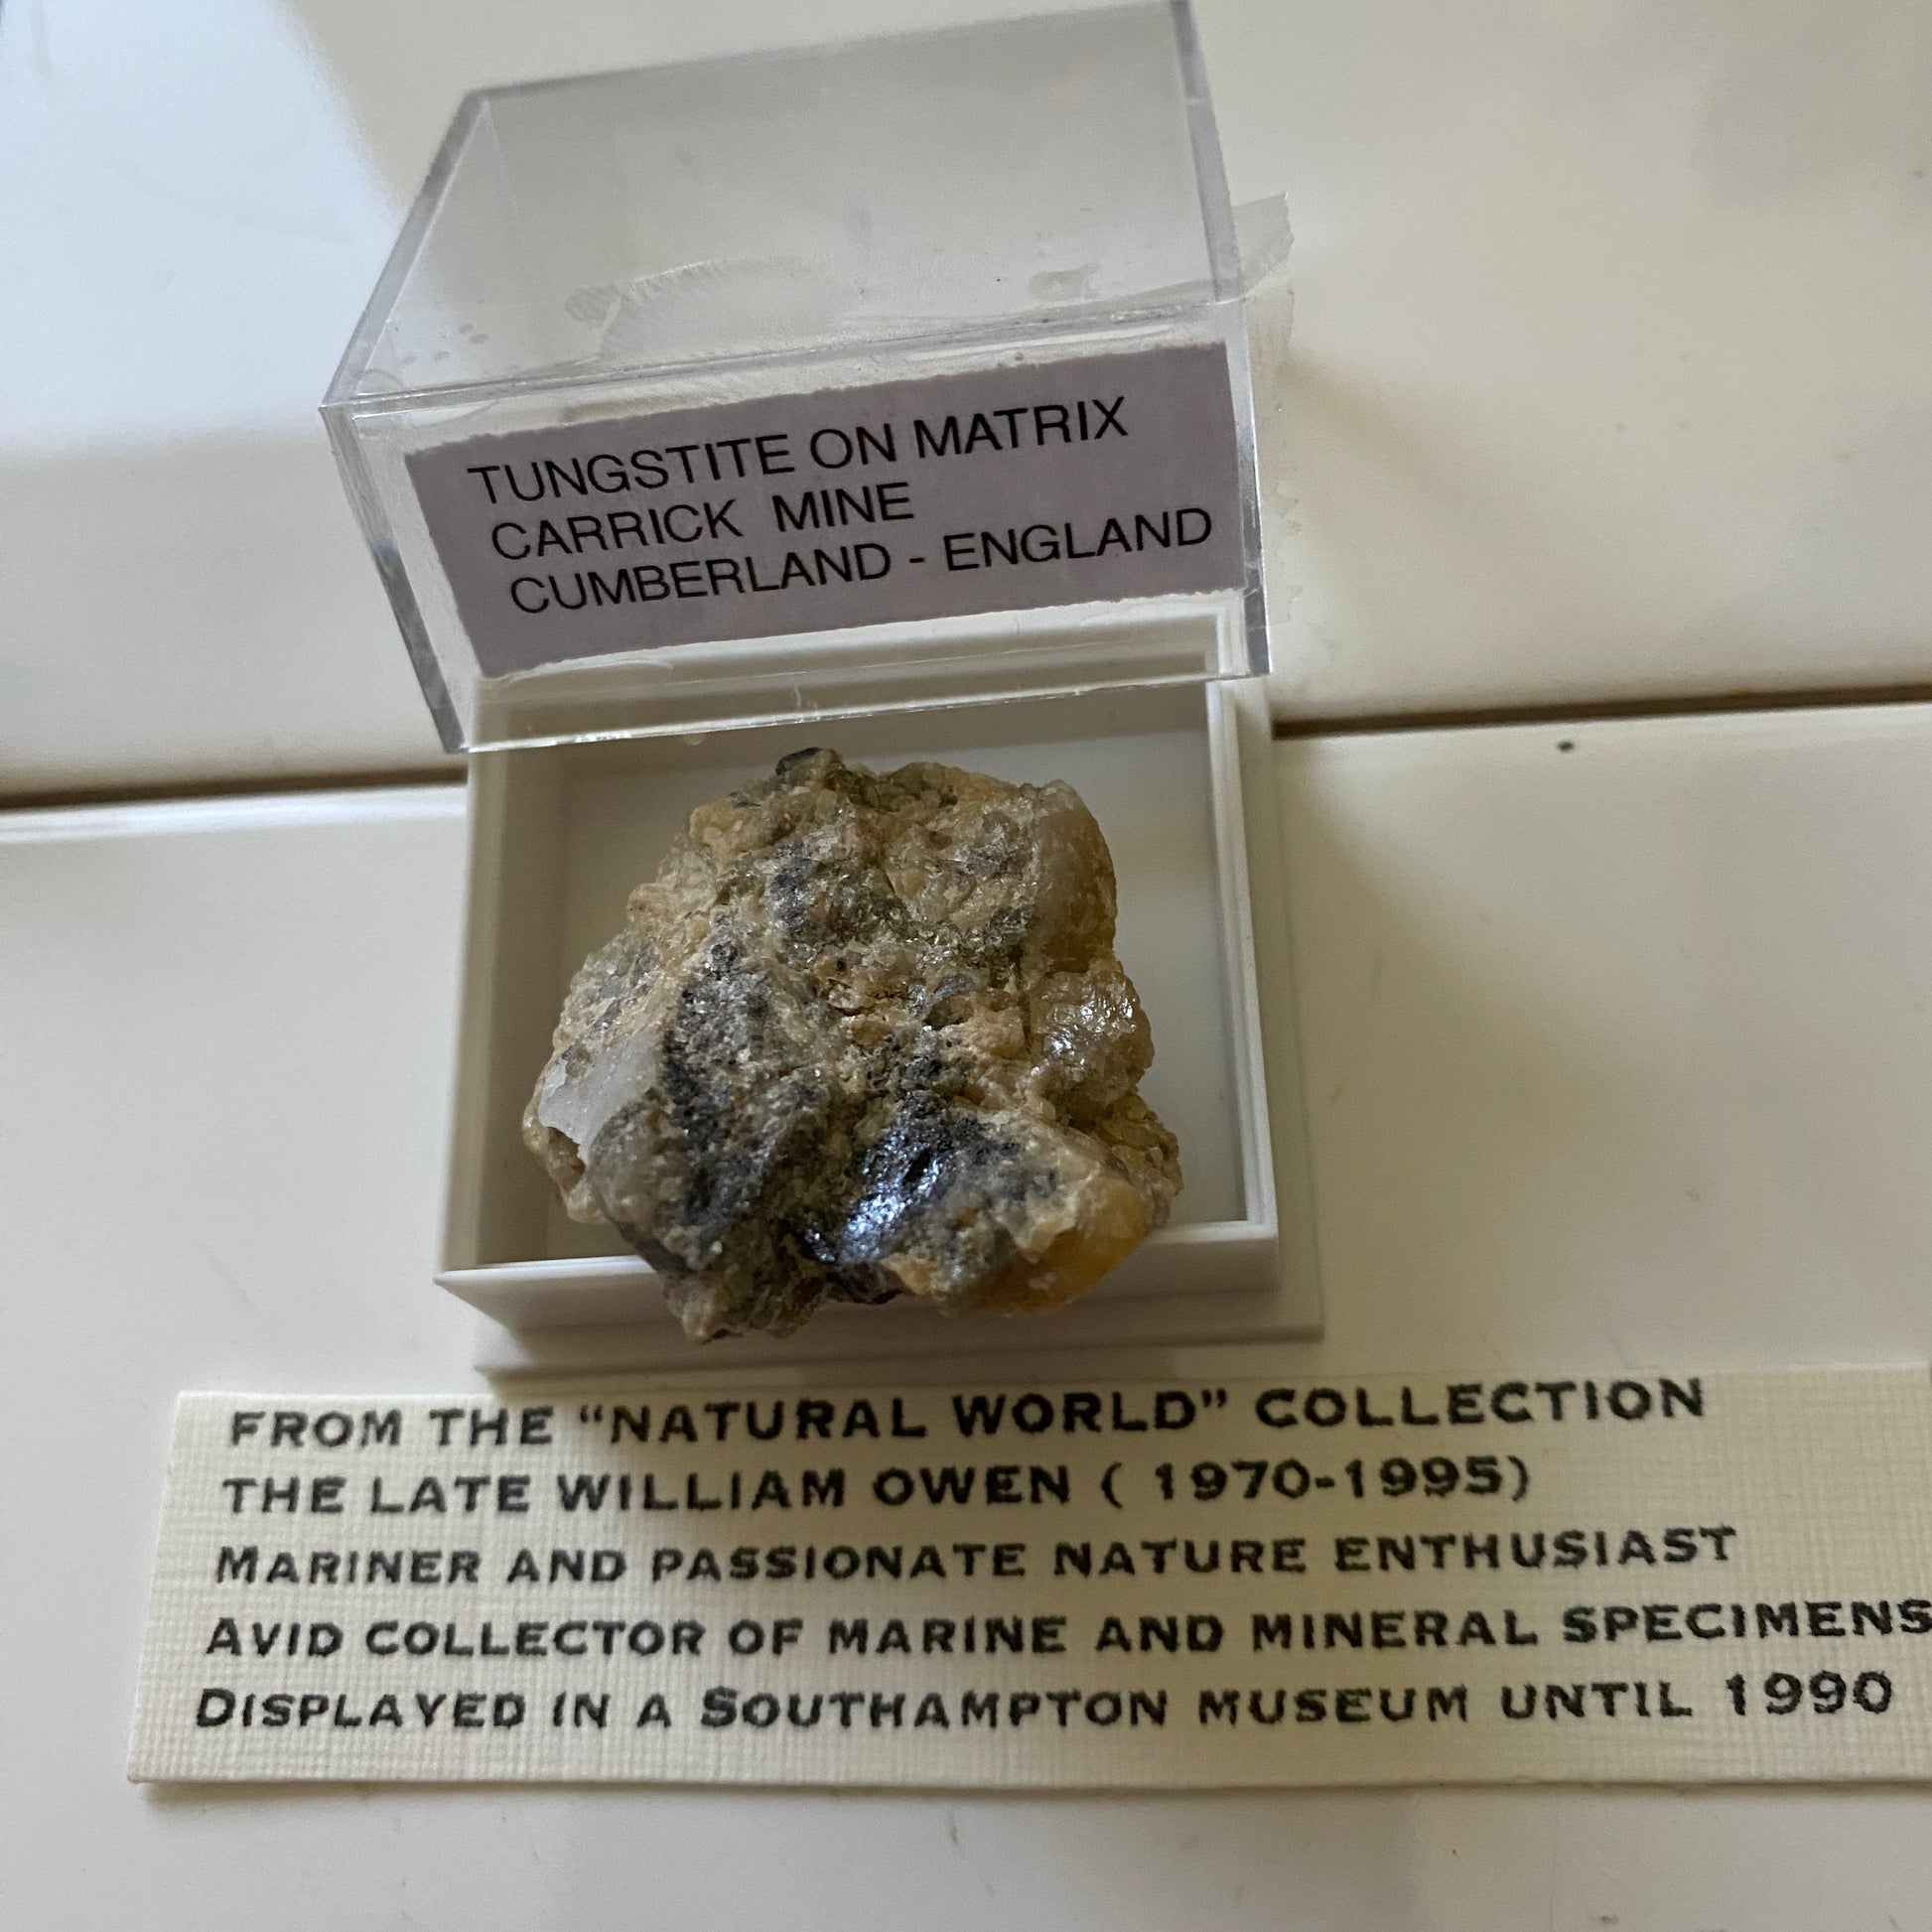 TUNGSTITE ON MATRIX
CARRICK MINE
CUMBERLAND - ENGLAND
FROM THE “NATURAL WORLD” COLLECTION
THE LATE WILLIAM OWEN ( 1970-1995)
MARINER AND PASSIONATE NATURE ENTHUSIAST
AVID COLLECTOR OF MARINE AND MINERAL SPECIMENS
DISPLAYED IN A SOUTHAMPTON MUSEUM UNTIL 1990